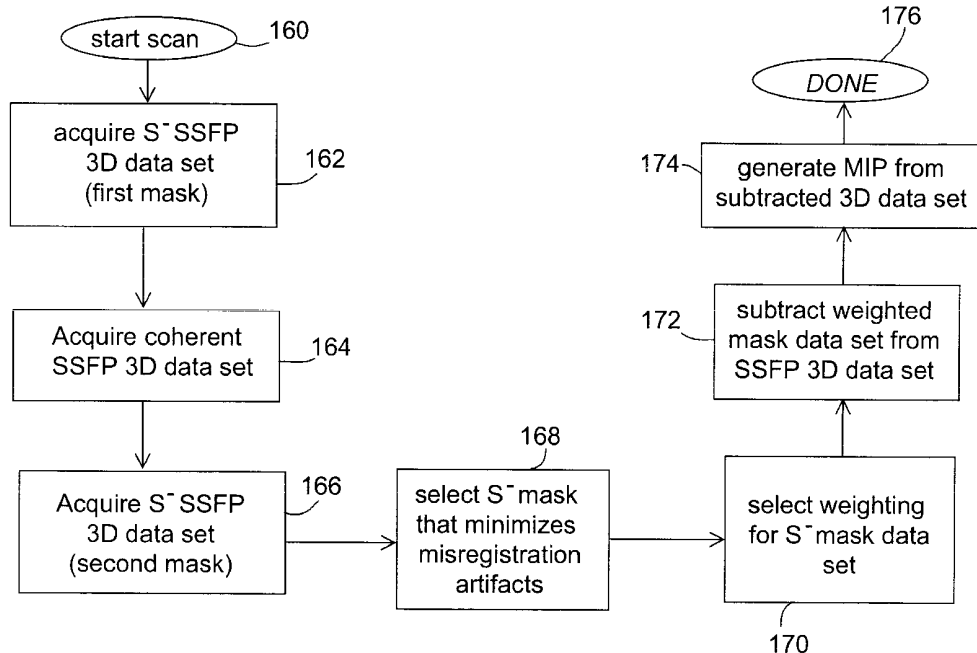 start scan
160
acquire S⁻SSFP
3D data set
(first mask)
162
Acquire coherent
SSFP 3D data set
164
Acquire S⁻SSFP
3D data set
(second mask)
166
168
select S⁻mask
that minimizes
misregistration
artifacts
select weighting
for S⁻mask data
set
170
172
subtract weighted
mask data set from
SSFP 3D data set
174
generate MIP from
subtracted 3D data set
176
DONE